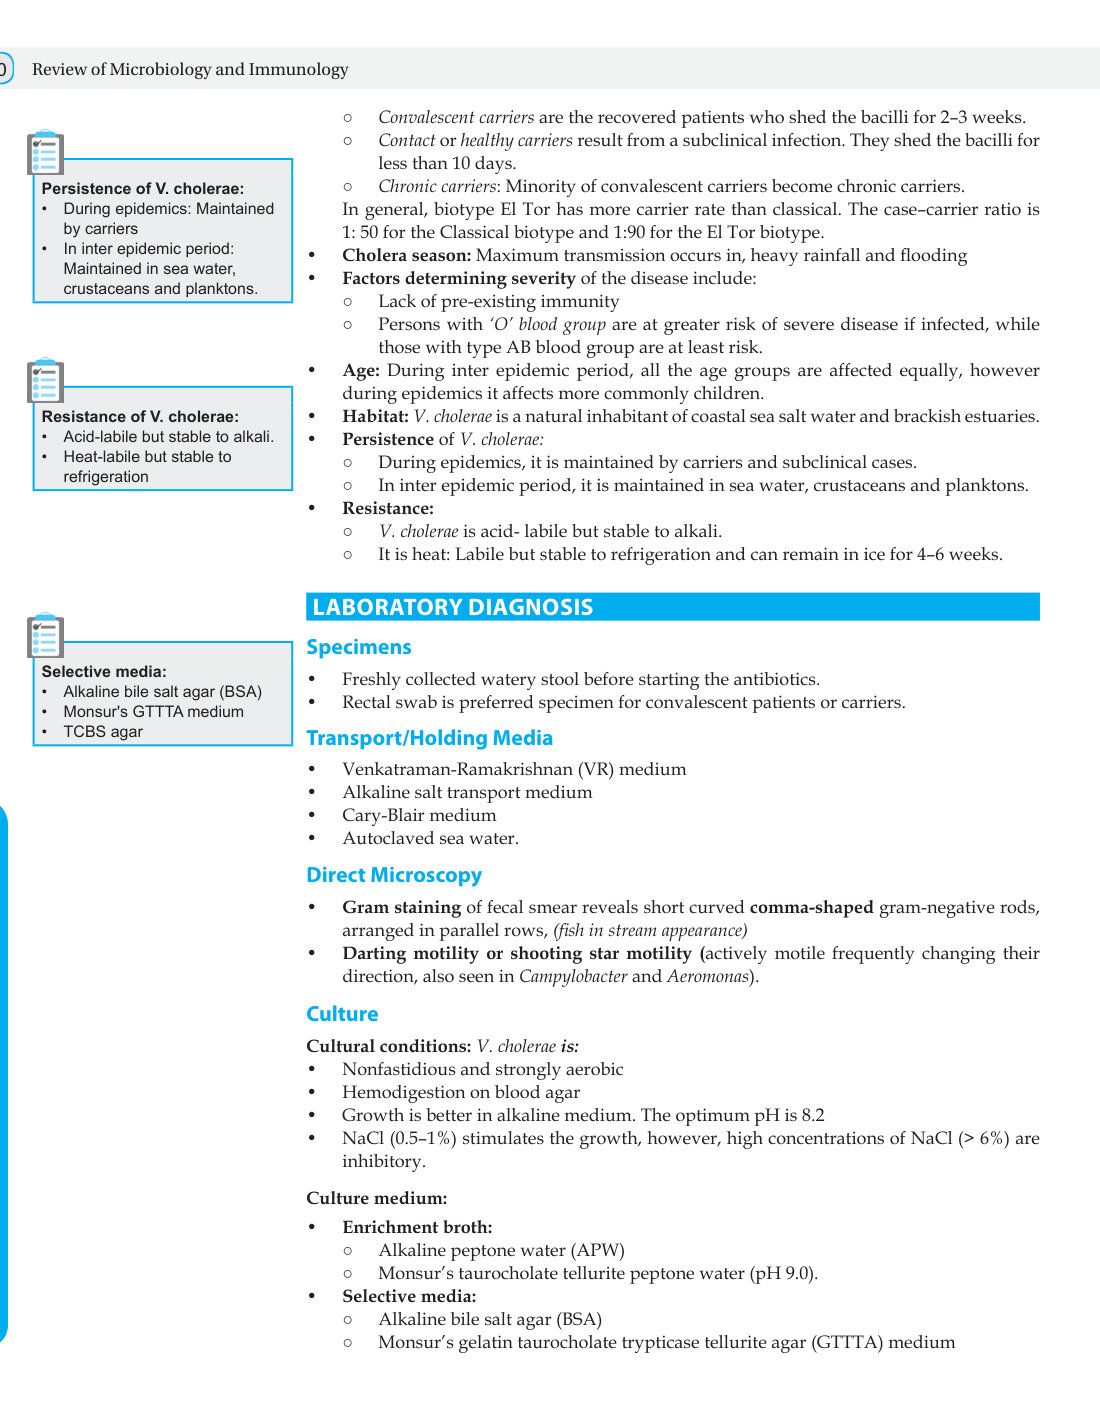 0 Review of Microbiology and Immunology
○ Convalescent carriers are the recovered patients who shed the bacilli for 2–3 weeks.
○ Contact or healthy carriers result from a subclinical infection. They shed the bacilli for
less than 10 days.
○ Chronic carriers: Minority of convalescent carriers become chronic carriers.
In general, biotype El Tor has more carrier rate than classical. The case–carrier ratio is
1: 50 for the Classical biotype and 1:90 for the El Tor biotype.
• Cholera season: Maximum transmission occurs in, heavy rainfall and flooding
• Factors determining severity of the disease include:
○ Lack of pre-existing immunity
○ Persons with ‘O’ blood group are at greater risk of severe disease if infected, while
those with type AB blood group are at least risk.
• Age: During inter epidemic period, all the age groups are affected equally, however
during epidemics it affects more commonly children.
• Habitat: V. cholerae is a natural inhabitant of coastal sea salt water and brackish estuaries.
• Persistence of V. cholerae:
○ During epidemics, it is maintained by carriers and subclinical cases.
○ In inter epidemic period, it is maintained in sea water, crustaceans and planktons.
• Resistance:
○ V. cholerae is acid- labile but stable to alkali.
○ It is heat: Labile but stable to refrigeration and can remain in ice for 4–6 weeks.
Persistence of V. cholerae:
• During epidemics: Maintained
by carriers
• In inter epidemic period:
Maintained in sea water,
crustaceans and planktons.
Resistance of V. cholerae:
• Acid-labile but stable to alkali.
• Heat-labile but stable to
refrigeration
LABORATORY DIAGNOSIS
Specimens
• Freshly collected watery stool before starting the antibiotics.
• Rectal swab is preferred specimen for convalescent patients or carriers.
Selective media:
• Alkaline bile salt agar (BSA)
• Monsur's GTTTA medium
• TCBS agar
Transport/Holding Media
• Venkatraman-Ramakrishnan (VR) medium
• Alkaline salt transport medium
• Cary-Blair medium
• Autoclaved sea water.
Direct Microscopy
• Gram staining of fecal smear reveals short curved comma-shaped gram-negative rods,
arranged in parallel rows, (fish in stream appearance)
• Darting motility or shooting star motility (actively motile frequently changing their
direction, also seen in Campylobacter and Aeromonas).
Culture
Cultural conditions: V. cholerae is:
• Nonfastidious and strongly aerobic
• Hemodigestion on blood agar
• Growth is better in alkaline medium. The optimum pH is 8.2
• NaCl (0.5–1%) stimulates the growth, however, high concentrations of NaCl (> 6%) are
inhibitory.
Culture medium:
• Enrichment broth:
○ Alkaline peptone water (APW)
○ Monsur’s taurocholate tellurite peptone water (pH 9.0).
• Selective media:
○ Alkaline bile salt agar (BSA)
○ Monsur’s gelatin taurocholate trypticase tellurite agar (GTTTA) medium